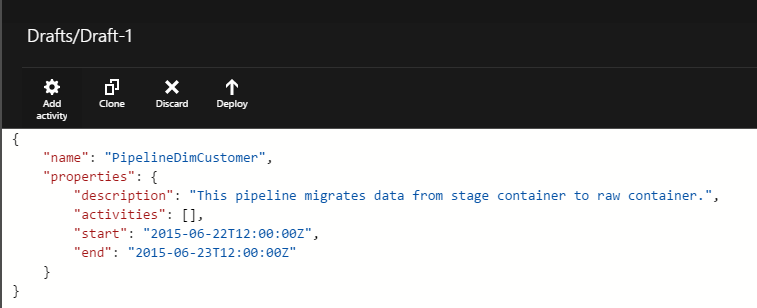 Drafts/Draft-1
Add activity Clone Discard Deploy
{
    "name": "PipelineDimCustomer",
    "properties": {
        "description": "This pipeline migrates data from stage container to raw container.",
        "activities": [],
        "start": "2015-06-22T12:00:00Z",
        "end": "2015-06-23T12:00:00Z"
    }
}